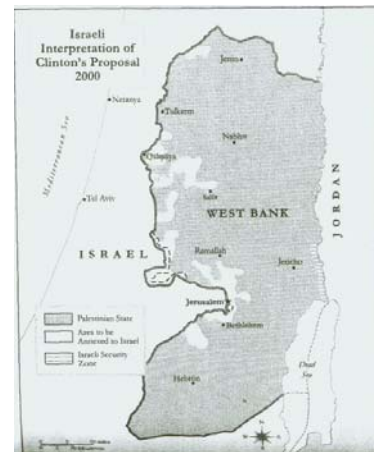 Israeli
Interpretation of
Clinton's Proposal
2000
Jenin
Netanya
Tulkarm
Mediterranean Sea
Nablus
Qalqilya
Tel Aviv
WEST BANK
JORDAN
ISRAEL
Ramallah
Jericho
Jerusalem
Palestinian State
Bethlehem
Area to be
Annexed to Israel
Israeli Security
Zone
Dead
Sea
Hebron